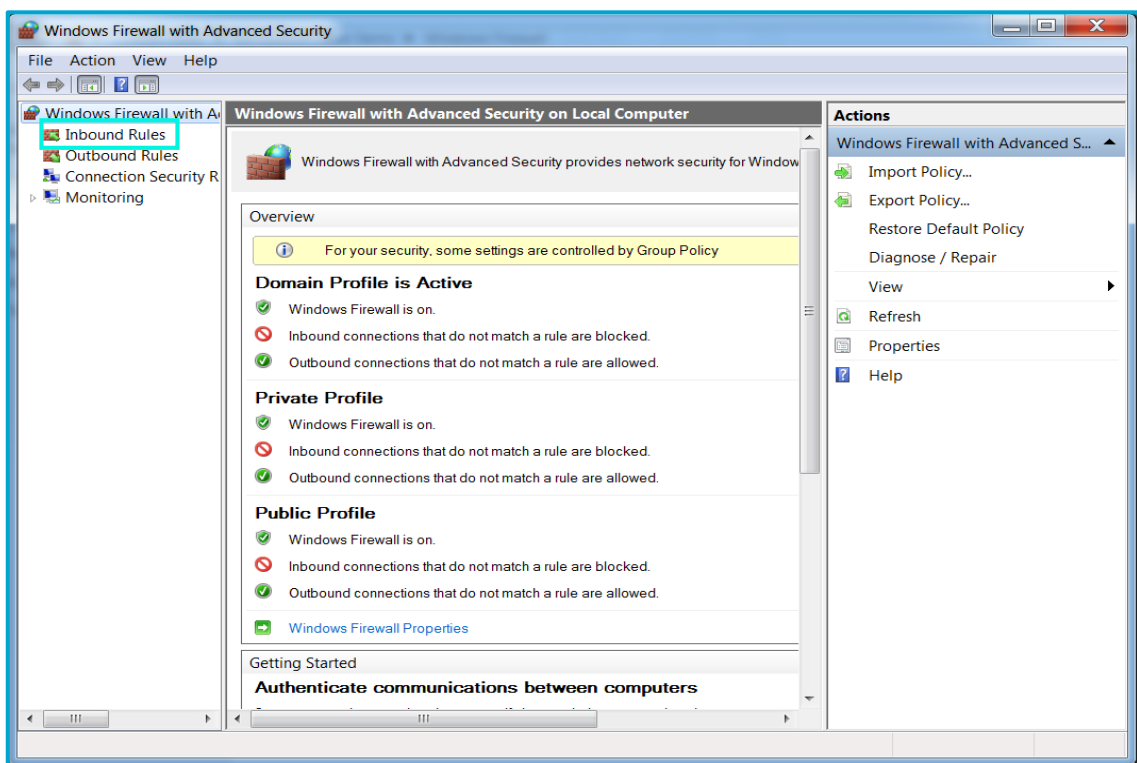 Windows Firewall with Advanced Security
File Action View Help
Windows Firewall with A
Inbound Rules
Outbound Rules
Connection Security R
Monitoring
Windows Firewall with Advanced Security on Local Computer
Windows Firewall with Advanced Security provides network security for Window
Overview
For your security, some settings are controlled by Group Policy
Domain Profile is Active
Windows Firewall is on.
Inbound connections that do not match a rule are blocked.
Outbound connections that do not match a rule are allowed.
Private Profile
Windows Firewall is on.
Inbound connections that do not match a rule are blocked.
Outbound connections that do not match a rule are allowed.
Public Profile
Windows Firewall is on.
Inbound connections that do not match a rule are blocked.
Outbound connections that do not match a rule are allowed.
Windows Firewall Properties
Getting Started
Authenticate communications between computers
Actions
Windows Firewall with Advanced S...
Import Policy...
Export Policy...
Restore Default Policy
Diagnose / Repair
View
Refresh
Properties
Help